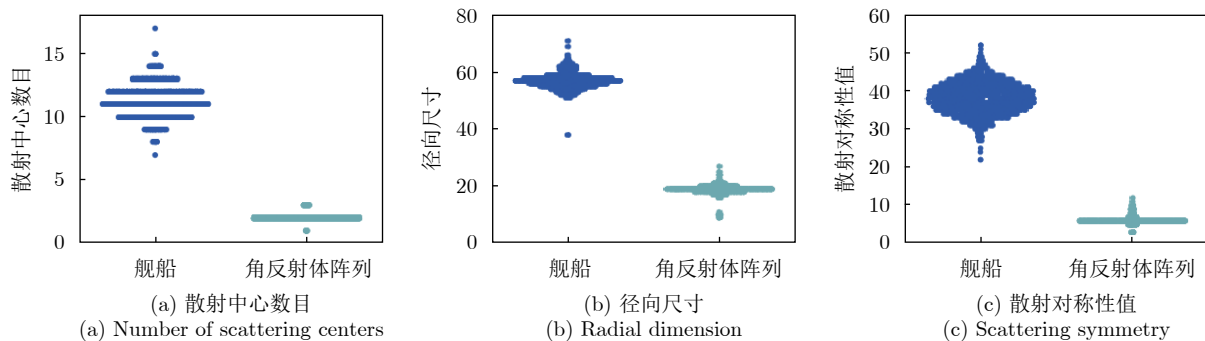 散射中心数目
15
10
5
0
舰船 角反射体阵列
(a) 散射中心数目
(a) Number of scattering centers
径向尺寸
80
60
40
20
0
舰船 角反射体阵列
(b) 径向尺寸
(b) Radial dimension
散射对称性值
60
50
40
30
20
10
0
舰船 角反射体阵列
(c) 散射对称性值
(c) Scattering symmetry